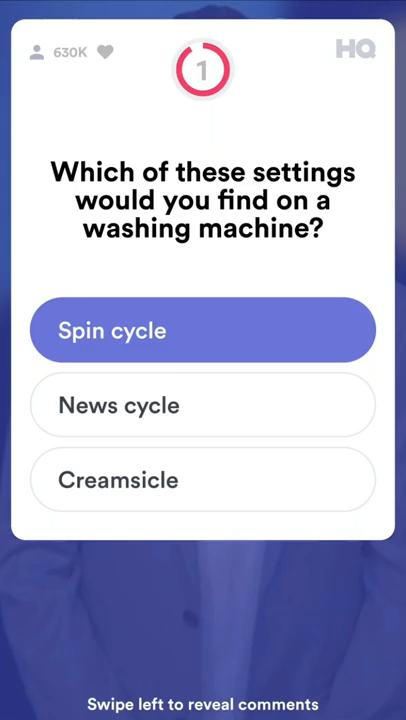 630K
1
HQ
Which of these settings
would you find on a
washing machine?
Spin cycle
News cycle
Creamsicle
Swipe left to reveal comments